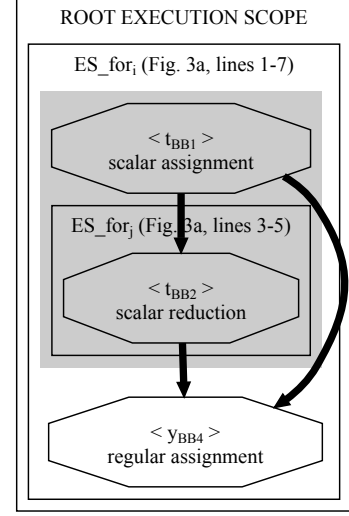 ROOT EXECUTION SCOPE
ES_for_i (Fig. 3a, lines 1-7)
< t_BB1 >
scalar assignment
ES_for_j (Fig. 3a, lines 3-5)
< t_BB2 >
scalar reduction
< y_BB4 >
regular assignment